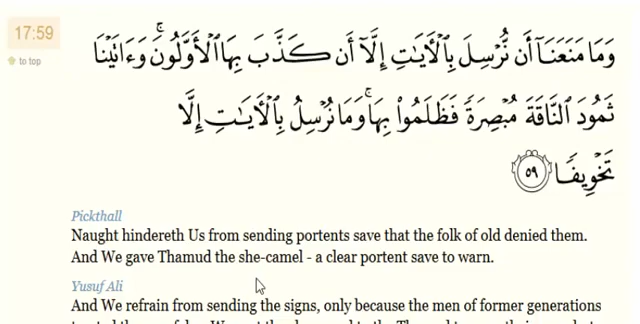 17:59
to top
وَمَا مَنَعَنَآ أَن نُّرْسِلَ بِٱلْـَٔايَـٰتِ إِلَّآ أَن كَذَّبَ بِهَا ٱلْأَوَّلُونَ ۚ وَءَاتَيْنَا
ثَمُودَ ٱلنَّاقَةَ مُبْصِرَةً فَظَلَمُوا۟ بِهَا ۚ وَمَا نُرْسِلُ بِٱلْـَٔايَـٰتِ إِلَّا
تَخْوِيفًا ٥٩
Pickthall
Naught hindereth Us from sending portents save that the folk of old denied them.
And We gave Thamud the she-camel - a clear portent save to warn.
Yusuf Ali
And We refrain from sending the signs, only because the men of former generations